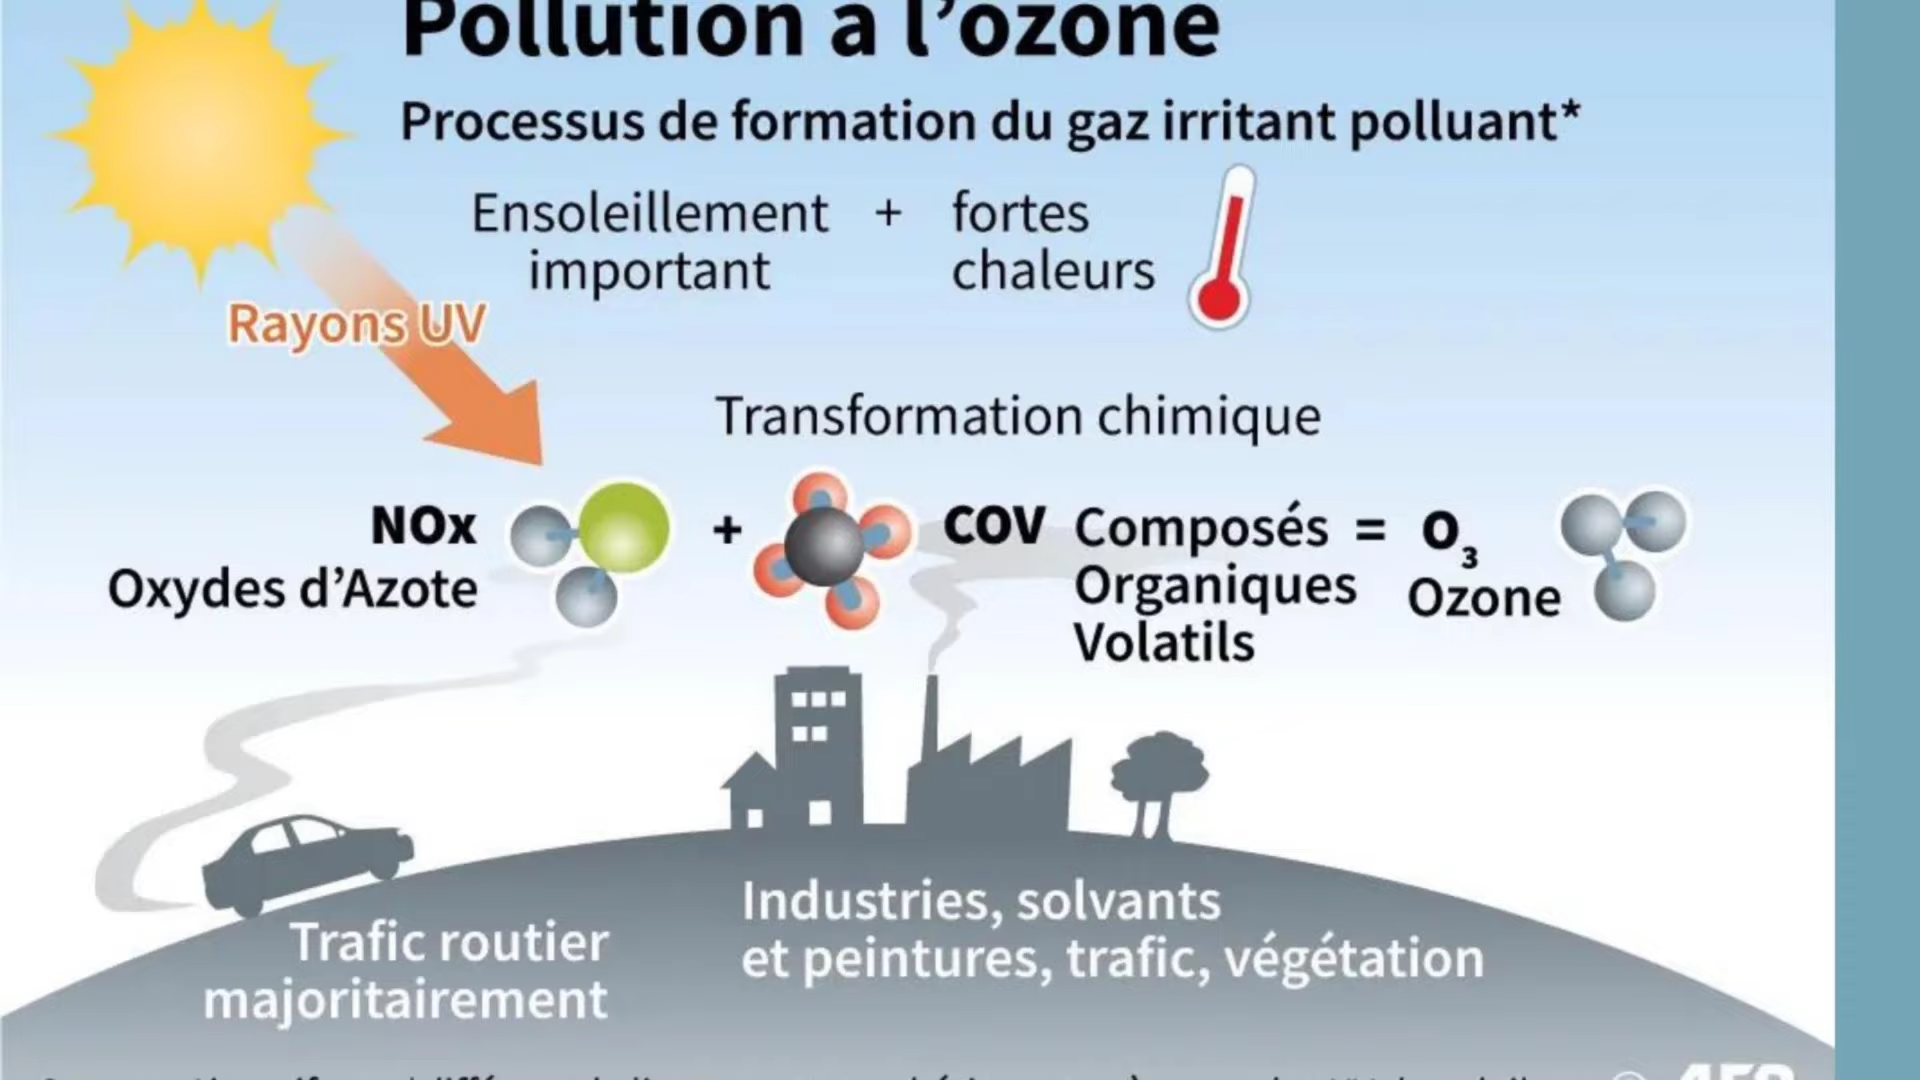 Pollution à l’ozone
Processus de formation du gaz irritant polluant*
Ensoleillement + fortes
important chaleurs
Rayons UV
Transformation chimique
NOx + COV Composés = O₃
Oxydes d’Azote Organiques Ozone
Volatils
Industries, solvants
Trafic routier et peintures, trafic, végétation
majoritairement